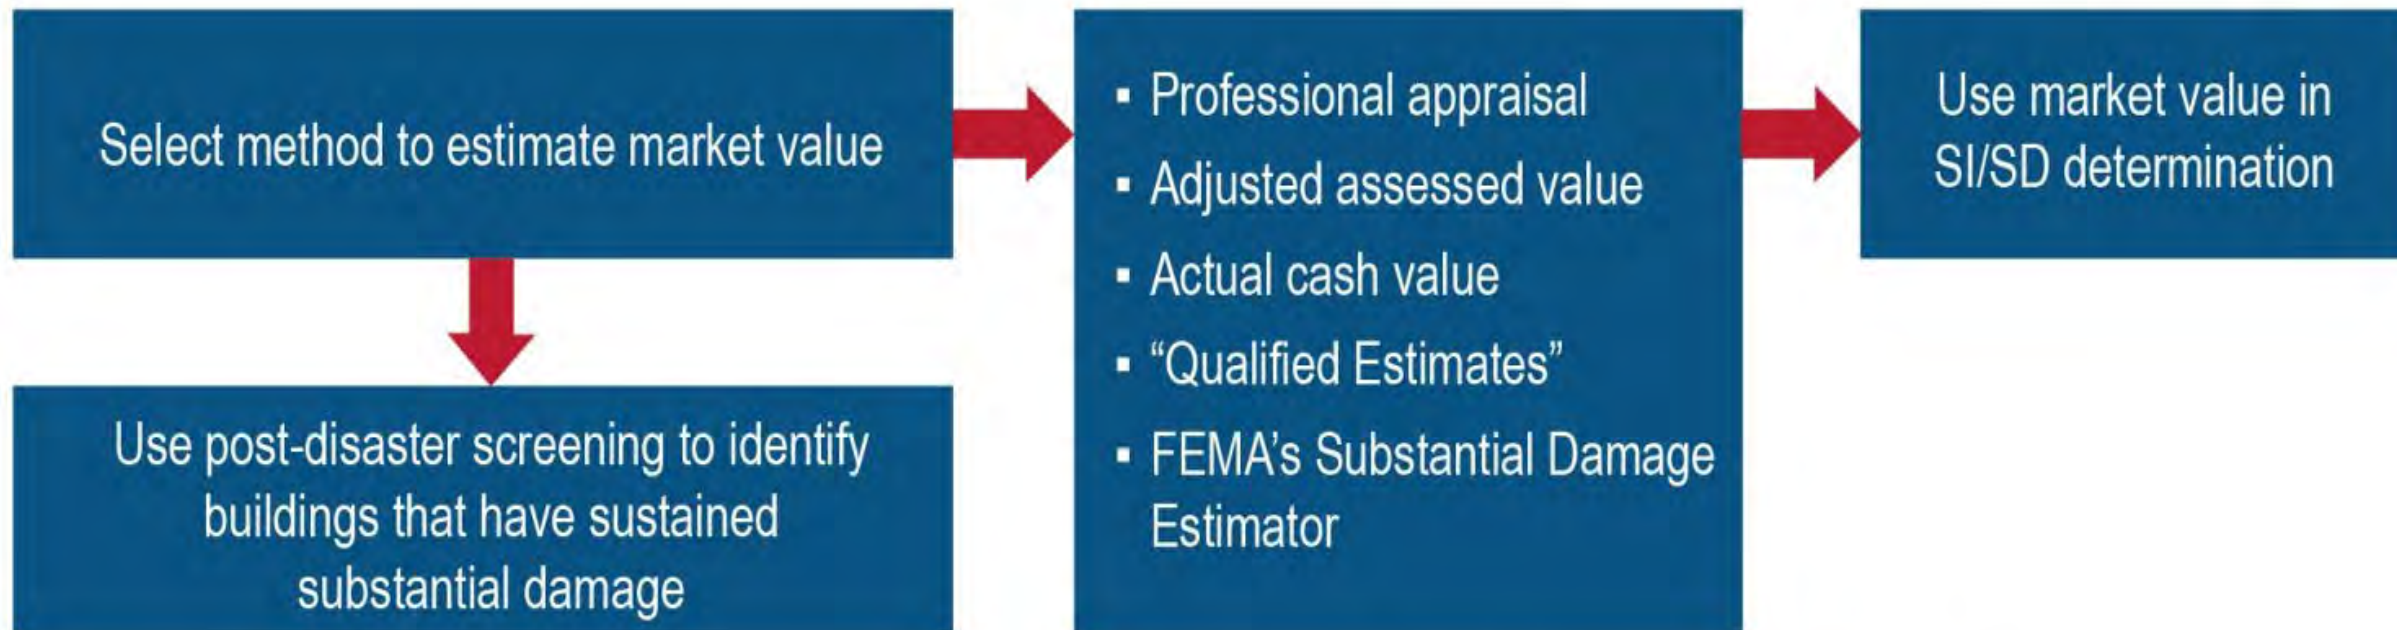 Select method to estimate market value
Use post-disaster screening to identify
buildings that have sustained
substantial damage
▪ Professional appraisal
▪ Adjusted assessed value
▪ Actual cash value
▪ “Qualified Estimates”
▪ FEMA’s Substantial Damage
Estimator
Use market value in
SI/SD determination